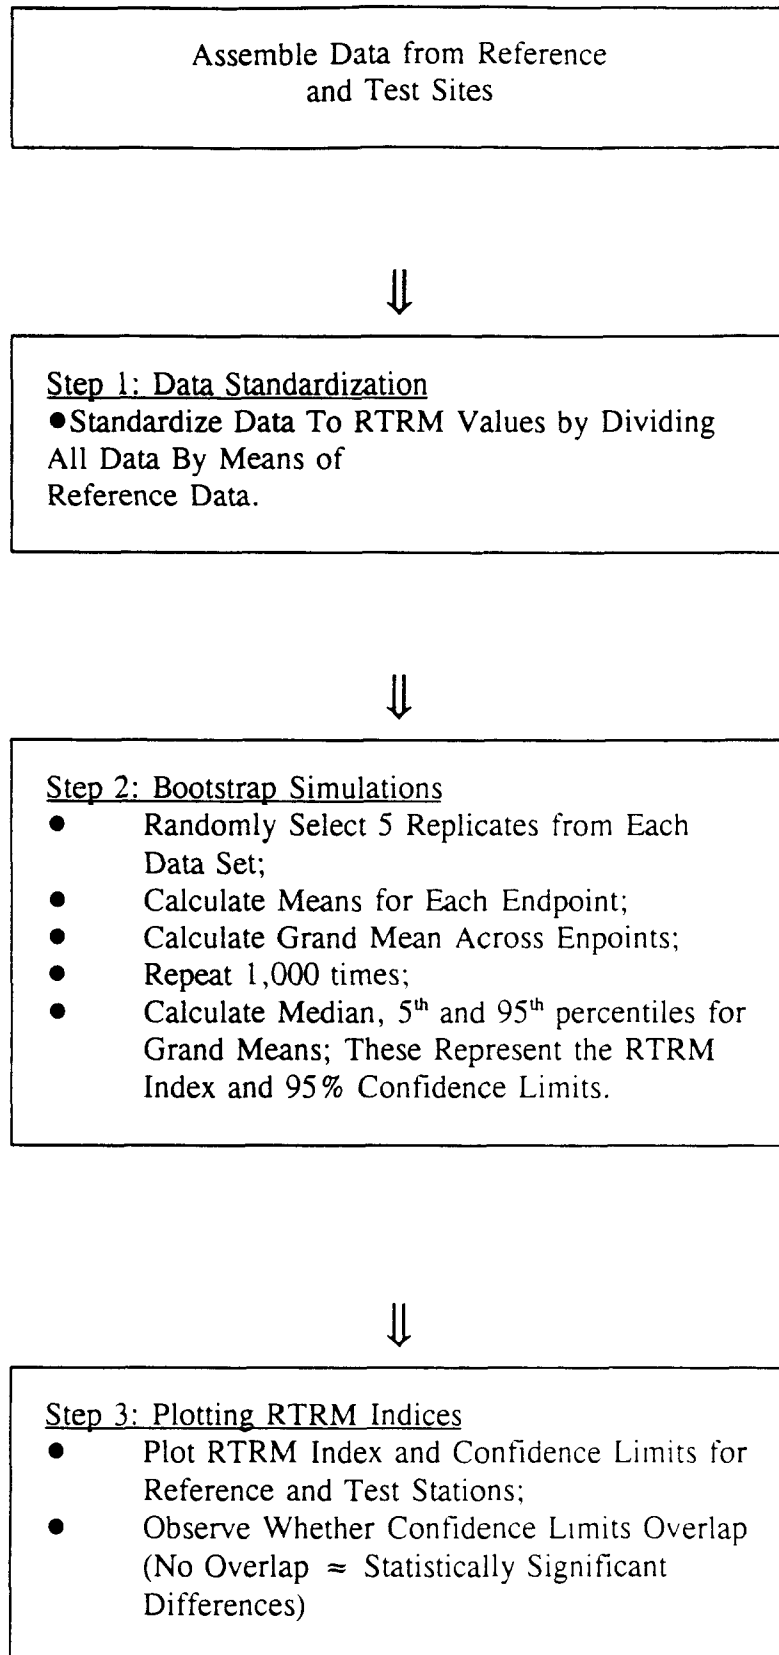 Assemble Data from Reference
and Test Sites
⇓
Step 1: Data Standardization
●Standardize Data To RTRM Values by Dividing
All Data By Means of
Reference Data.
⇓
Step 2: Bootstrap Simulations
● Randomly Select 5 Replicates from Each
Data Set;
● Calculate Means for Each Endpoint;
● Calculate Grand Mean Across Enpoints;
● Repeat 1,000 times;
● Calculate Median, 5th and 95th percentiles for
Grand Means; These Represent the RTRM
Index and 95% Confidence Limits.
⇓
Step 3: Plotting RTRM Indices
● Plot RTRM Index and Confidence Limits for
Reference and Test Stations;
● Observe Whether Confidence Limits Overlap
(No Overlap ≈ Statistically Significant
Differences)